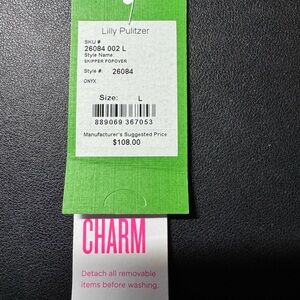 Lilly Pulitzer
SKU #
26084 002 L
Style Name:
SKIPPER POPOVER
Style #: 26084
ONYX
Size: L
889069 367053
Manufacturer's Suggested Price
$108.00
CHARM
Detach all removable
items before washing.